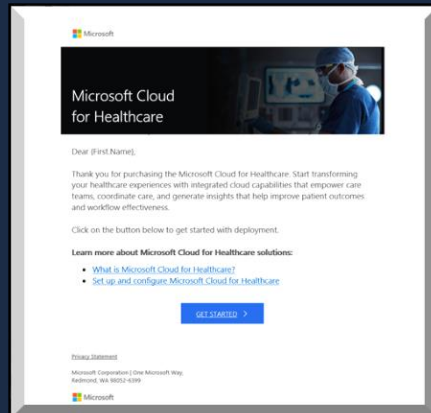 Microsoft
Microsoft Cloud
for Healthcare
Dear {First.Name},
Thank you for purchasing the Microsoft Cloud for Healthcare. Start transforming
your healthcare experiences with integrated cloud capabilities that empower care
teams, coordinate care, and generate insights that help improve patient outcomes
and workflow effectiveness.
Click on the button below to get started with deployment.
Learn more about Microsoft Cloud for Healthcare solutions:
• What is Microsoft Cloud for Healthcare?
• Set up and configure Microsoft Cloud for Healthcare
GET STARTED >
Privacy Statement
Microsoft Corporation | One Microsoft Way,
Redmond, WA 98052-6399
Microsoft